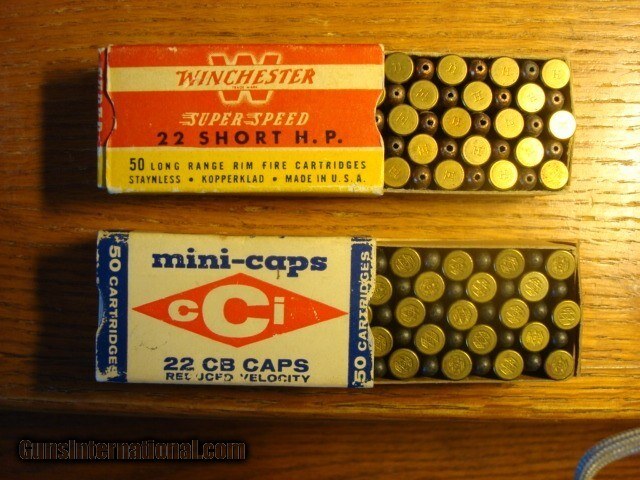 WINCHESTER
TRADE MARK
W
SUPER SPEED
22 SHORT H.P.
50 LONG RANGE RIM FIRE CARTRIDGES
STAYNLESS • KOPPERKLAD • MADE IN U.S.A.
50 CARTRIDGES
mini-caps
cCi
22 CB CAPS
REDUCED VELOCITY
50 CARTRIDGES
GunsInternational.com